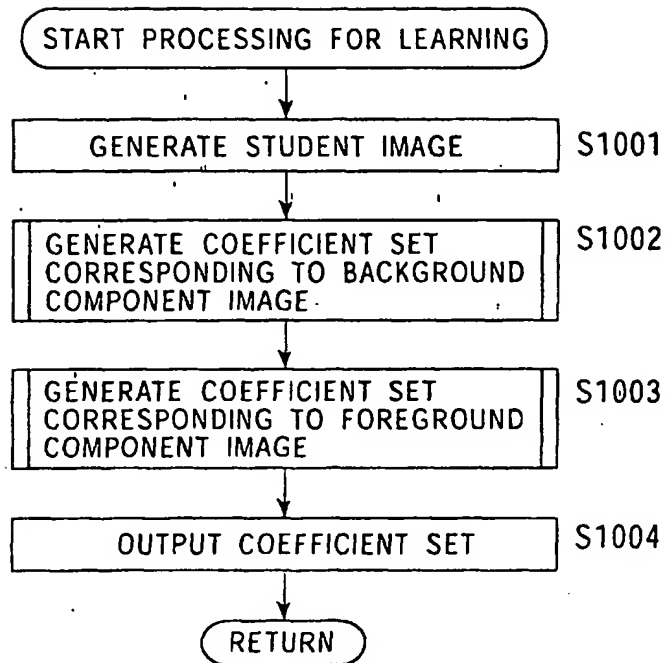 START PROCESSING FOR LEARNING
GENERATE STUDENT IMAGE S1001
GENERATE COEFFICIENT SET S1002
CORRESPONDING TO BACKGROUND
COMPONENT IMAGE
GENERATE COEFFICIENT SET S1003
CORRESPONDING TO FOREGROUND
COMPONENT IMAGE
OUTPUT COEFFICIENT SET S1004
RETURN